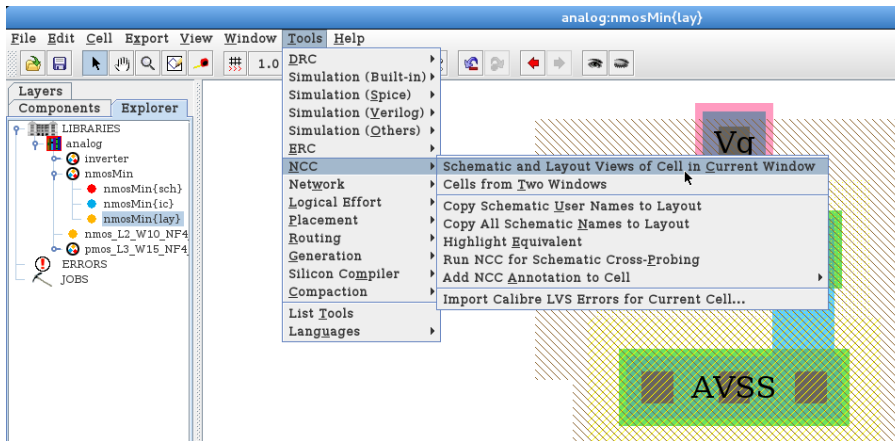 analog:nmosMin{lay}
File Edit Cell Export View Window Tools Help
1.0
Layers
Components Explorer
LIBRARIES
analog
inverter
nmosMin
nmosMin{sch}
nmosMin{ic}
nmosMin{lay}
nmos_L2_W10_NF4
pmos_L3_W15_NF4
ERRORS
JOBS
DRC
Simulation (Built-in)
Simulation (Spice)
Simulation (Verilog)
Simulation (Others)
ERC
NCC
Network
Logical Effort
Placement
Routing
Generation
Silicon Compiler
Compaction
List Tools
Languages
Schematic and Layout Views of Cell in Current Window
Cells from Two Windows
Copy Schematic User Names to Layout
Copy All Schematic Names to Layout
Highlight Equivalent
Run NCC for Schematic Cross-Probing
Add NCC Annotation to Cell
Import Calibre LVS Errors for Current Cell...
Vg
AVSS